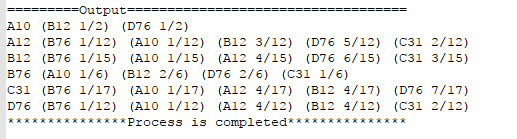 =========Output===================================
A10 (B12 1/2) (D76 1/2)
A12 (B76 1/12) (A10 1/12) (B12 3/12) (D76 5/12) (C31 2/12)
B12 (B76 1/15) (A10 1/15) (A12 4/15) (D76 6/15) (C31 3/15)
B76 (A10 1/6) (B12 2/6) (D76 2/6) (C31 1/6)
C31 (B76 1/17) (A10 1/17) (A12 4/17) (B12 4/17) (D76 7/17)
D76 (B76 1/12) (A10 1/12) (A12 4/12) (B12 4/12) (C31 2/12)
***************Process is completed***************